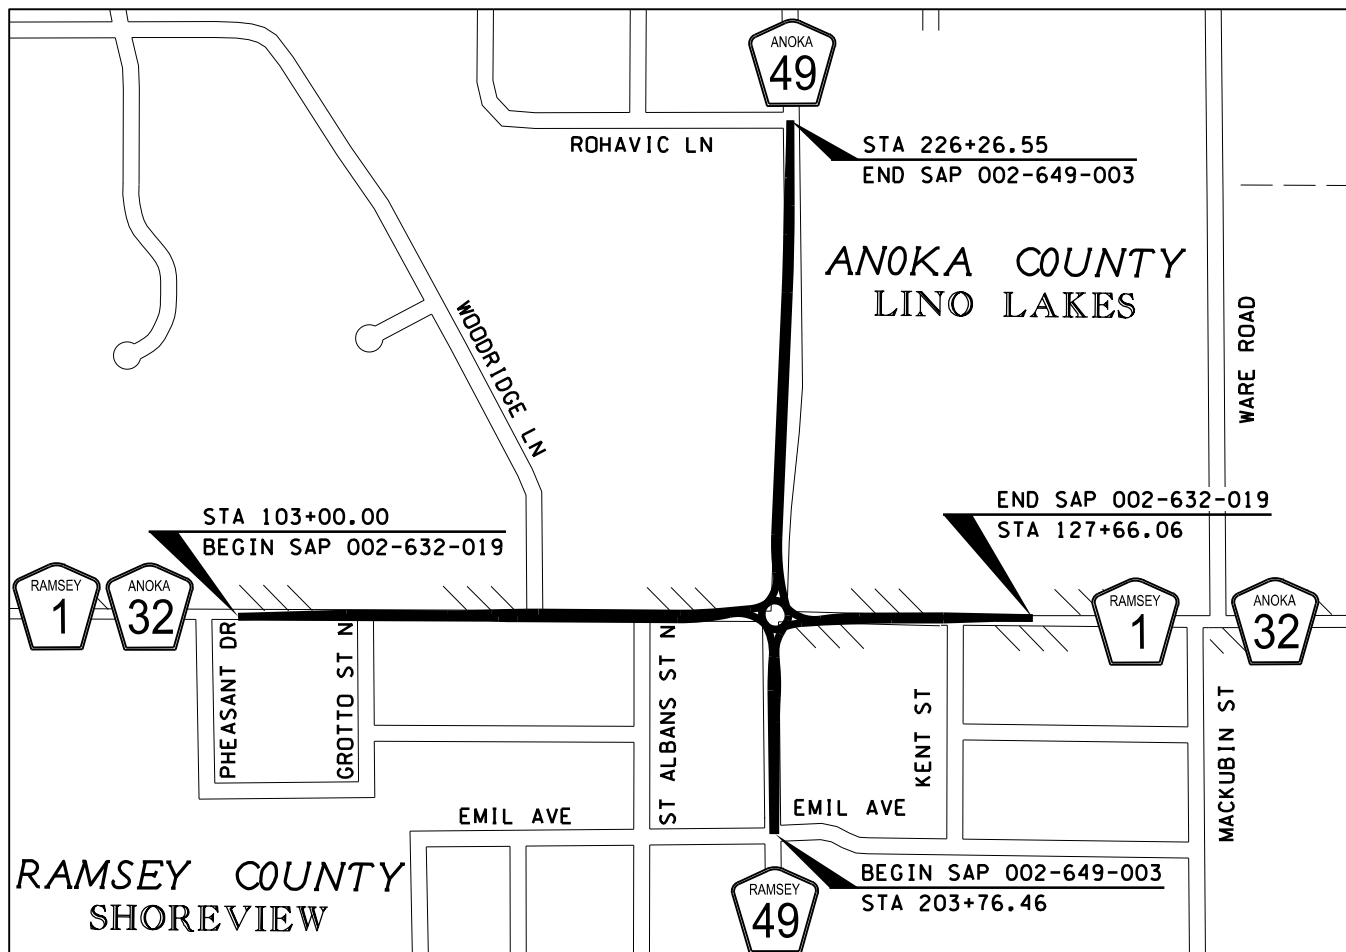 ANOKA
49
ROHAVIC LN
STA 226+26.55
END SAP 002-649-003
ANOKA COUNTY
LINO LAKES
WOODRIDGE LN
WARE ROAD
STA 103+00.00
BEGIN SAP 002-632-019
END SAP 002-632-019
STA 127+66.06
RAMSEY
1
ANOKA
32
RAMSEY
1
ANOKA
32
PHEASANT DR
GROTTO ST N
ST ALBANS ST N
KENT ST
MACKUBIN ST
EMIL AVE
EMIL AVE
RAMSEY COUNTY
SHOREVIEW
BEGIN SAP 002-649-003
STA 203+76.46
RAMSEY
49